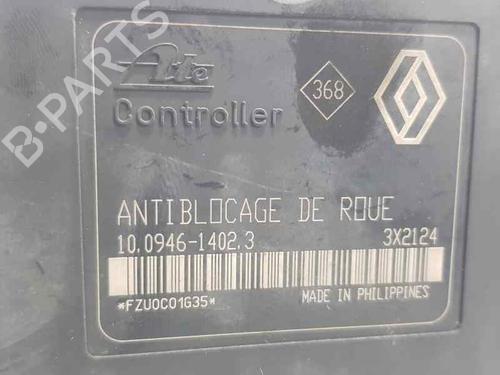 B-PARTS
Ate
368
Controller
ANTIBLOCAGE DE ROUE
10.0946-1402.3 3X2124
*FZU0C01G35*
MADE IN PHILIPPINES